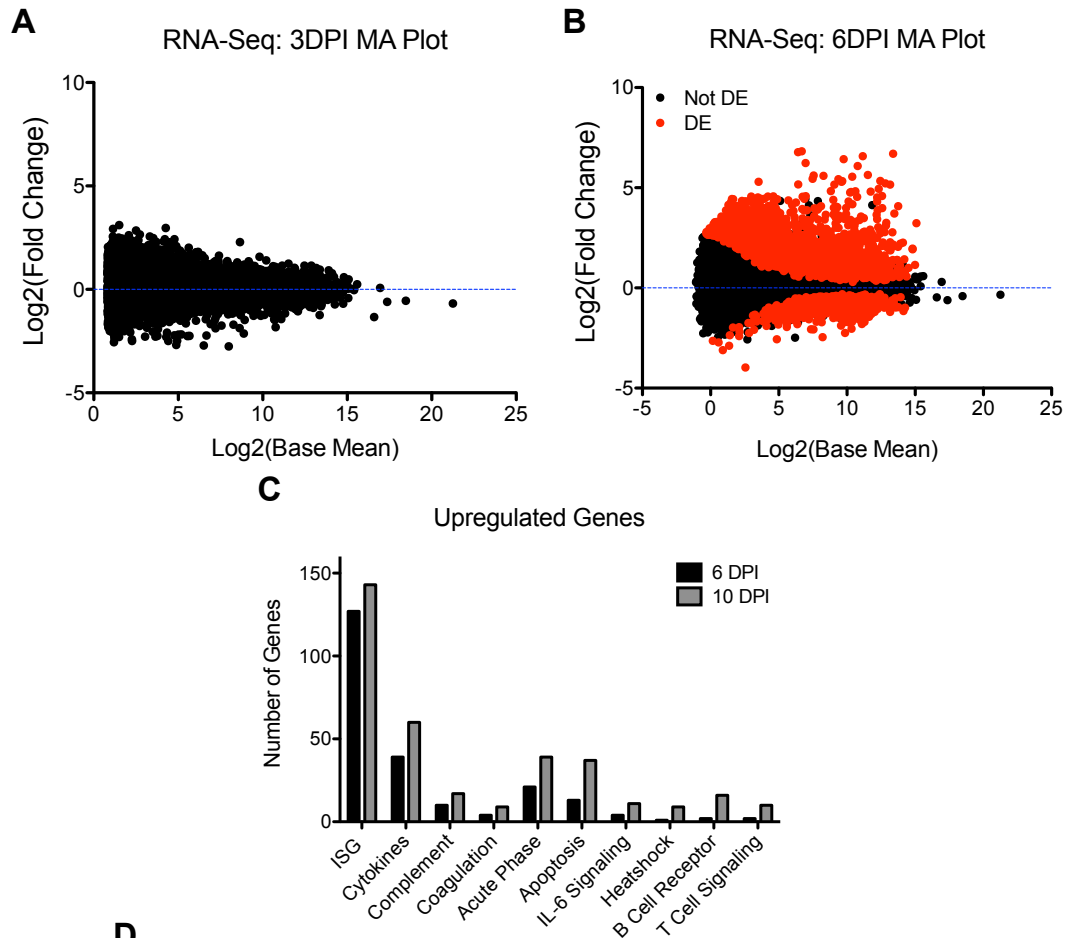 A
RNA-Seq: 3DPI MA Plot
10
5
0
-5
Log2(Fold Change)
0
5
10
15
20
25
Log2(Base Mean)
B
RNA-Seq: 6DPI MA Plot
Not DE
DE
10
5
0
-5
Log2(Fold Change)
-5
0
5
10
15
20
25
Log2(Base Mean)
C
Upregulated Genes
6 DPI
10 DPI
150
100
50
0
Number of Genes
ISG
Cytokines
Complement
Coagulation
Acute Phase
Apoptosis
IL-6 Signaling
Heatshock
B Cell Receptor
T Cell Signaling
D